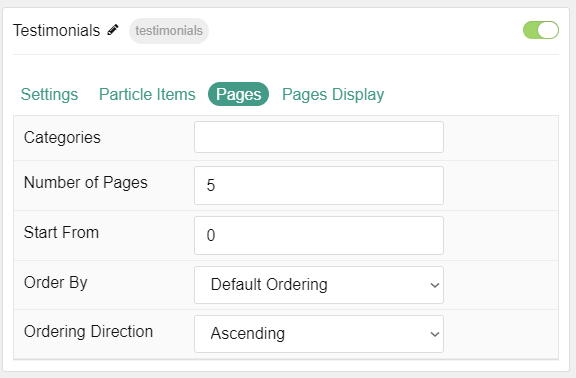 Testimonials testimonials
Settings Particle Items Pages Pages Display
Categories
Number of Pages 5
Start From 0
Order By Default Ordering
Ordering Direction Ascending